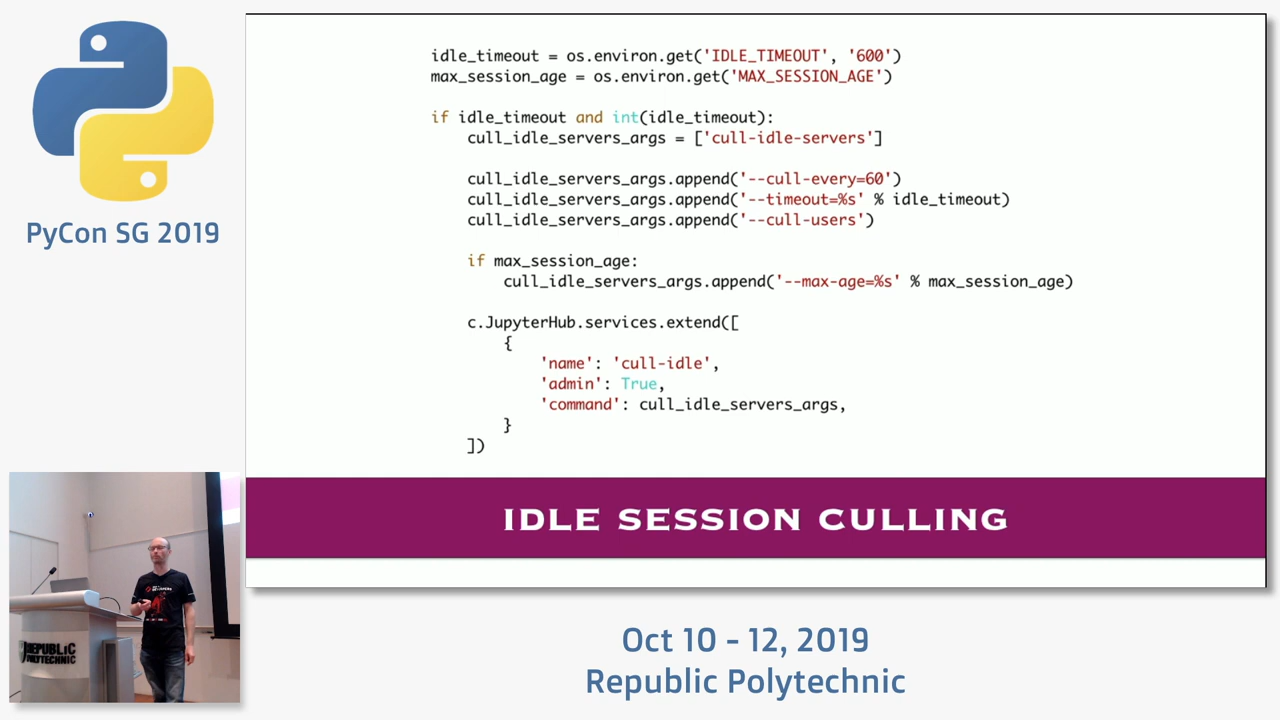 PyCon SG 2019
idle_timeout = os.environ.get('IDLE_TIMEOUT', '600')
max_session_age = os.environ.get('MAX_SESSION_AGE')
if idle_timeout and int(idle_timeout):
    cull_idle_servers_args = ['cull-idle-servers']
    cull_idle_servers_args.append('--cull-every=60')
    cull_idle_servers_args.append('--timeout=%s' % idle_timeout)
    cull_idle_servers_args.append('--cull-users')
    if max_session_age:
        cull_idle_servers_args.append('--max-age=%s' % max_session_age)
    c.JupyterHub.services.extend([
        {
            'name': 'cull-idle',
            'admin': True,
            'command': cull_idle_servers_args,
        }
    ])
IDLE SESSION CULLING
REPUBLIC
POLYTECHNIC
Oct 10 - 12, 2019
Republic Polytechnic